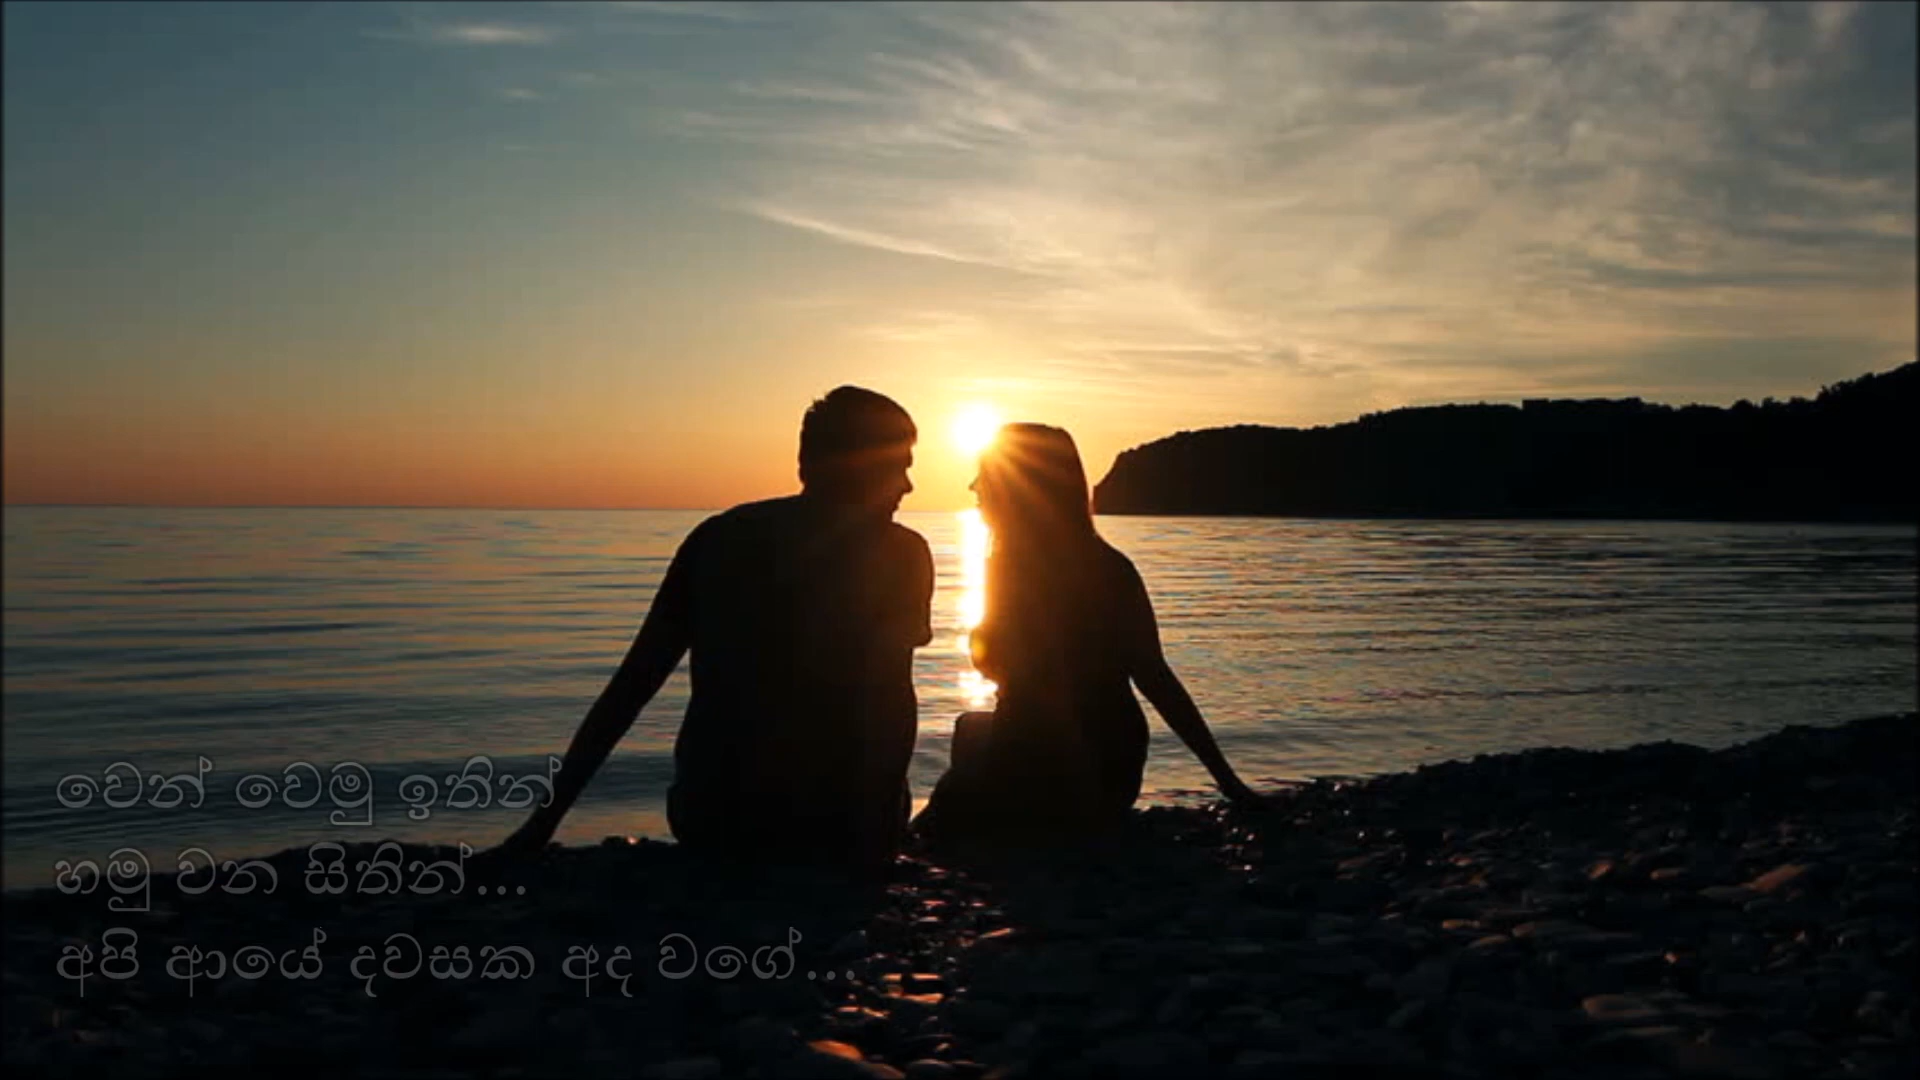 වෙන් වෙමු ඉතින්
හමු වන සිතින්...
අපි ආයේ දවසක අද වගේ...